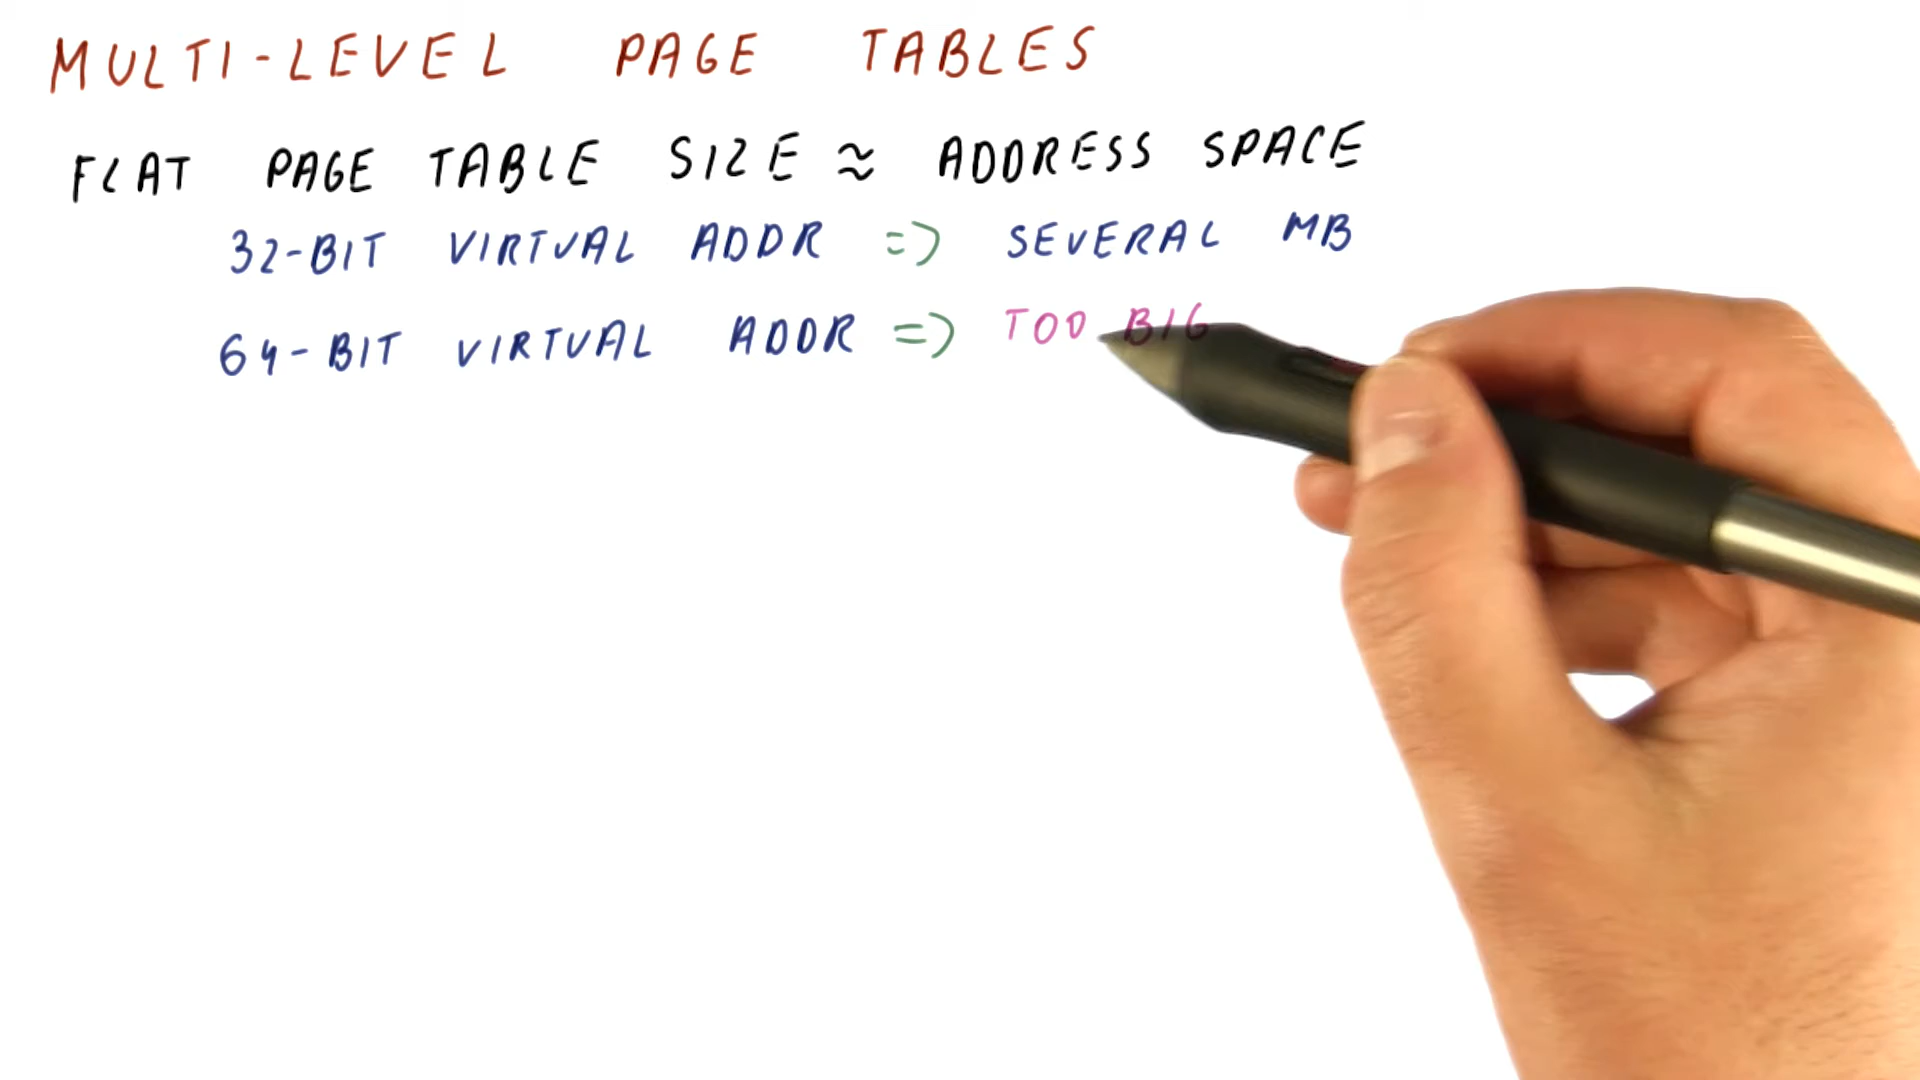 MULTI-LEVEL PAGE TABLES
FLAT PAGE TABLE SIZE ≈ ADDRESS SPACE
32-BIT VIRTUAL ADDR => SEVERAL MB
64-BIT VIRTUAL ADDR => TOO BIG